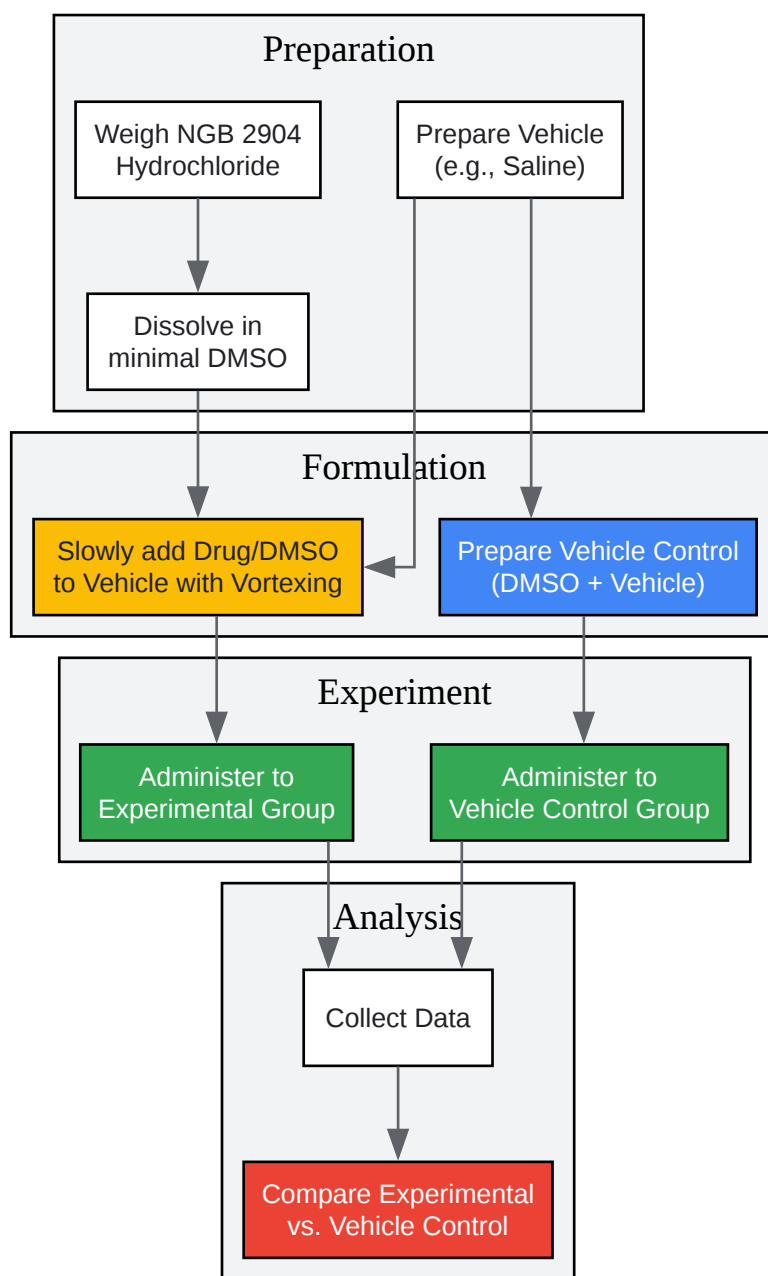 Preparation
Weigh NGB 2904
Hydrochloride
Prepare Vehicle
(e.g., Saline)
Dissolve in
minimal DMSO
Formulation
Slowly add Drug/DMSO
to Vehicle with Vortexing
Prepare Vehicle Control
(DMSO + Vehicle)
Experiment
Administer to
Experimental Group
Administer to
Vehicle Control Group
Analysis
Collect Data
Compare Experimental
vs. Vehicle Control